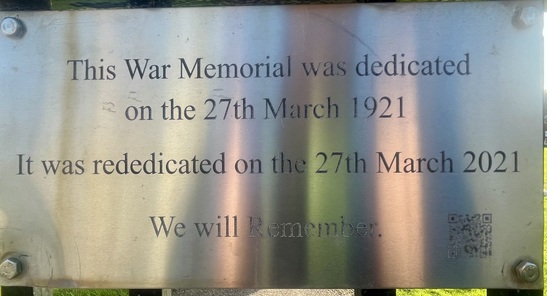 This War Memorial was dedicated
on the 27th March 1921
It was rededicated on the 27th March 2021
We will Remember.